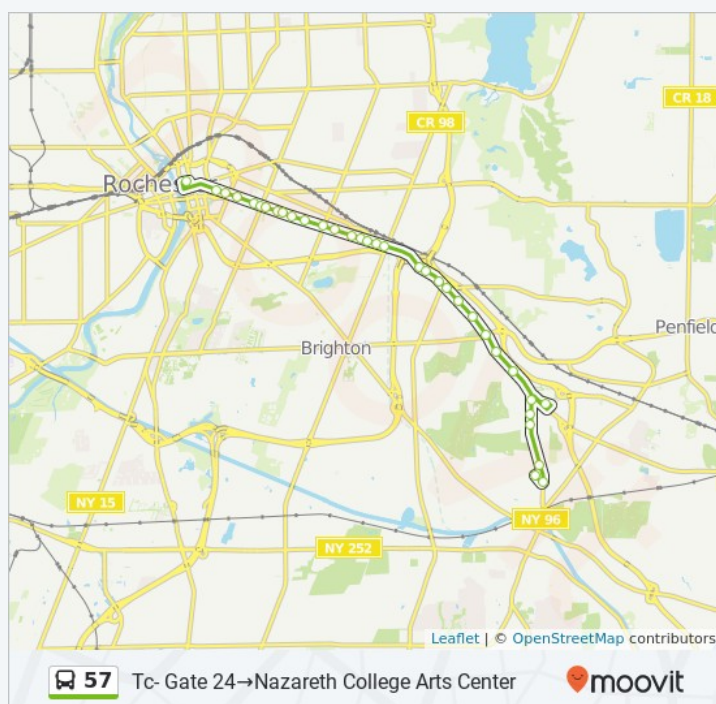 CR 18
CR 98
Roches
Penfield
Brighton
NY 15
NY 96
NY 252
Leaflet | © OpenStreetMap contributors
57 Tc- Gate 24→Nazareth College Arts Center moovit